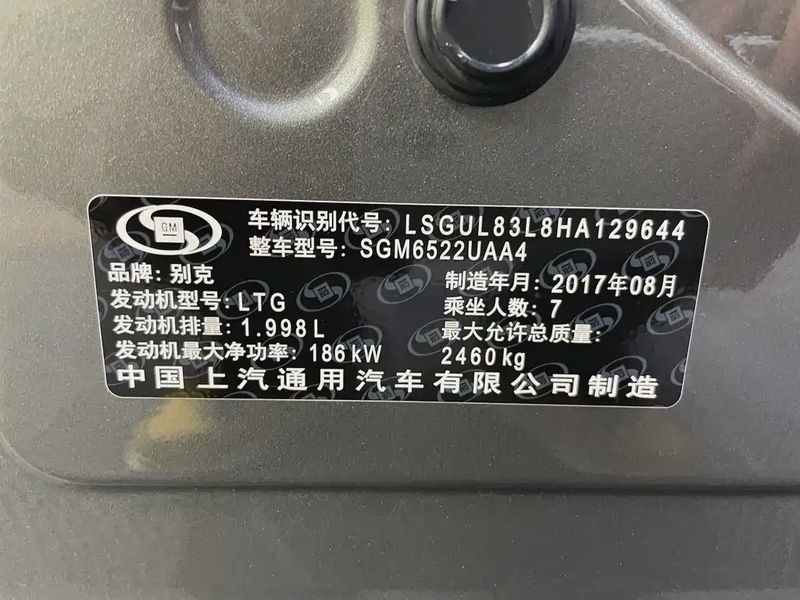 GM
车辆识别代号: LSGUL83L8HA129644
整车型号: SGM6522UAA4
品牌: 别克
制造年月: 2017年08月
发动机型号: LTG
乘坐人数: 7
发动机排量: 1.998L
最大允许总质量:
发动机最大净功率: 186kW
2460kg
中国上汽通用汽车有限公司制造